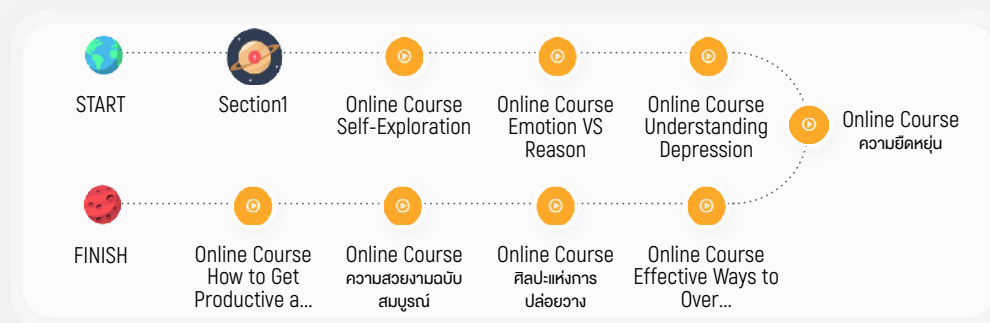 START
Section1
Online Course
Self-Exploration
Online Course
Emotion VS
Reason
Online Course
Understanding
Depression
Online Course
ความยืดหยุ่น
Online Course
Effective Ways to
Over...
Online Course
ศิลปะแห่งการ
ปล่อยวาง
Online Course
ความสวยงามฉบับ
สมบูรณ์
Online Course
How to Get
Productive a...
FINISH